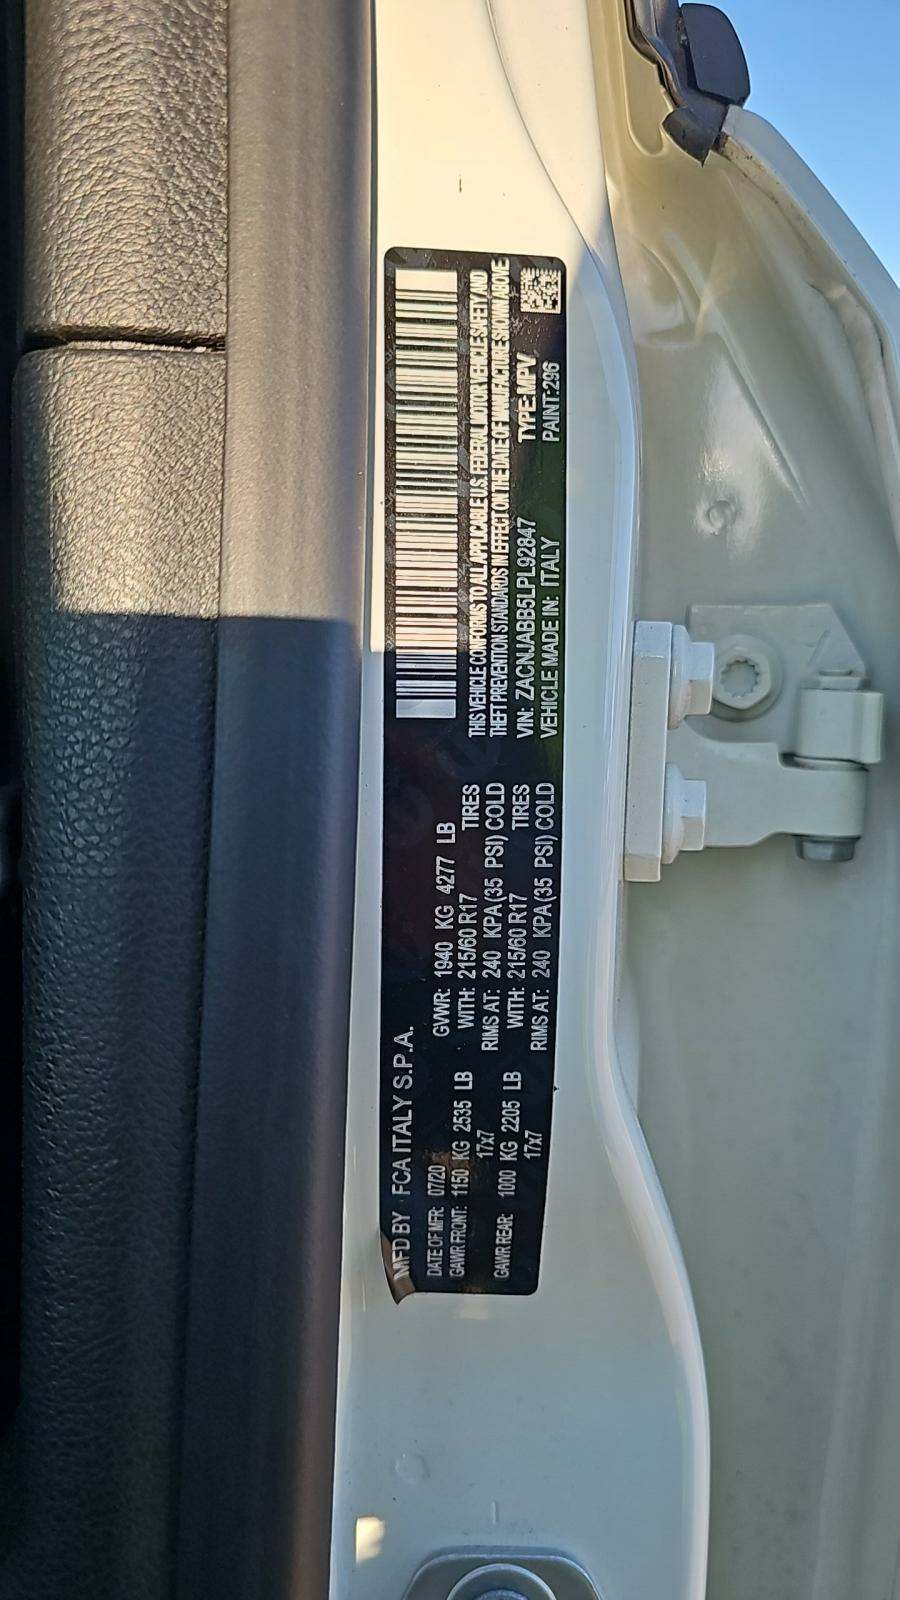 MFD BY : FCA ITALY S.P.A.
DATE OF MFR: 07/20
GVWR: 1940 KG 4277 LB
GAWR FRONT: 1150 KG 2535 LB
WITH: 215/60 R17 TIRES
17x7 RIMS AT: 240 KPA (35 PSI) COLD
GAWR REAR: 1000 KG 2205 LB
WITH: 215/60 R17 TIRES
17x7 RIMS AT: 240 KPA (35 PSI) COLD
THIS VEHICLE CONFORMS TO ALL APPLICABLE U.S. FEDERAL MOTOR VEHICLE SAFETY, AND
THEFT PREVENTION STANDARDS IN EFFECT ON THE DATE OF MANUFACTURE SHOWN ABOVE:
VIN: ZACNJABB5LPL92847 TYPE: MPV
VEHICLE MADE IN: ITALY PAINT:296